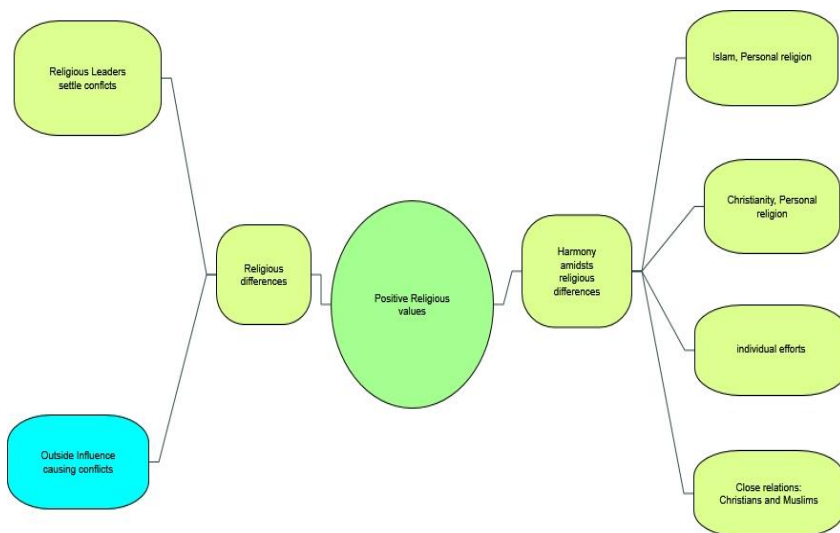 Religious Leaders
settle conflcts
Outside Influence
causing conflicts
Religious
differences
Positive Religious
values
Harmony
amidsts
religious
differences
Islam, Personal religion
Christianity, Personal
religion
individual efforts
Close relations:
Christians and Muslims